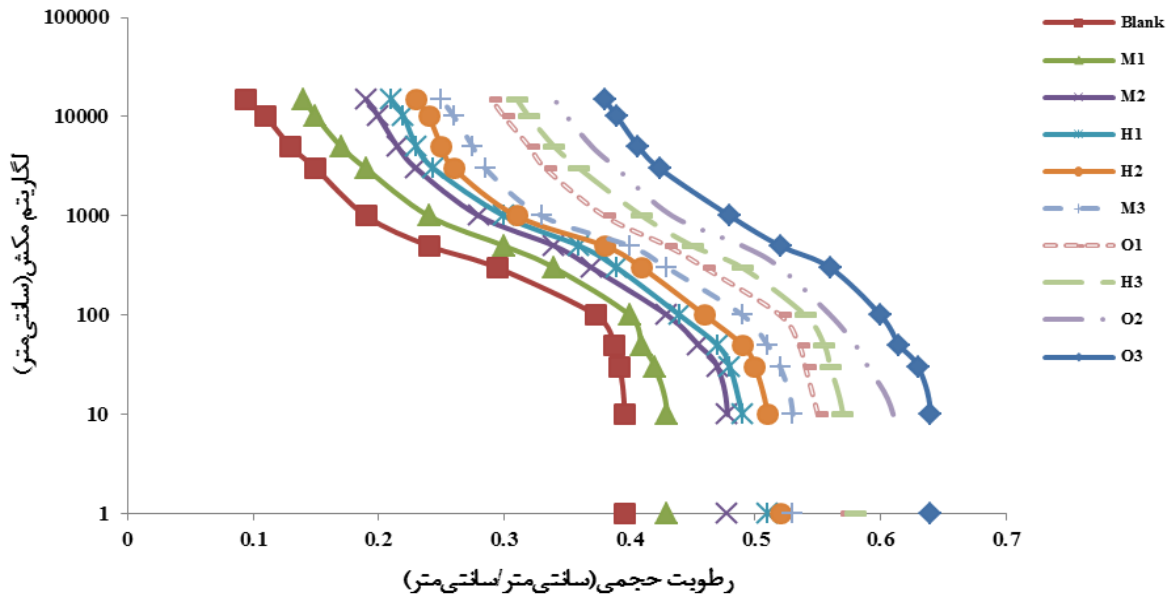 100000
10000
1000
100
10
1
لگاریتم مکش(سانتی‌متر)
0 0.1 0.2 0.3 0.4 0.5 0.6 0.7
رطوبت حجمی(سانتی‌متر/سانتی‌متر)
Blank
M1
M2
H1
H2
M3
O1
H3
O2
O3